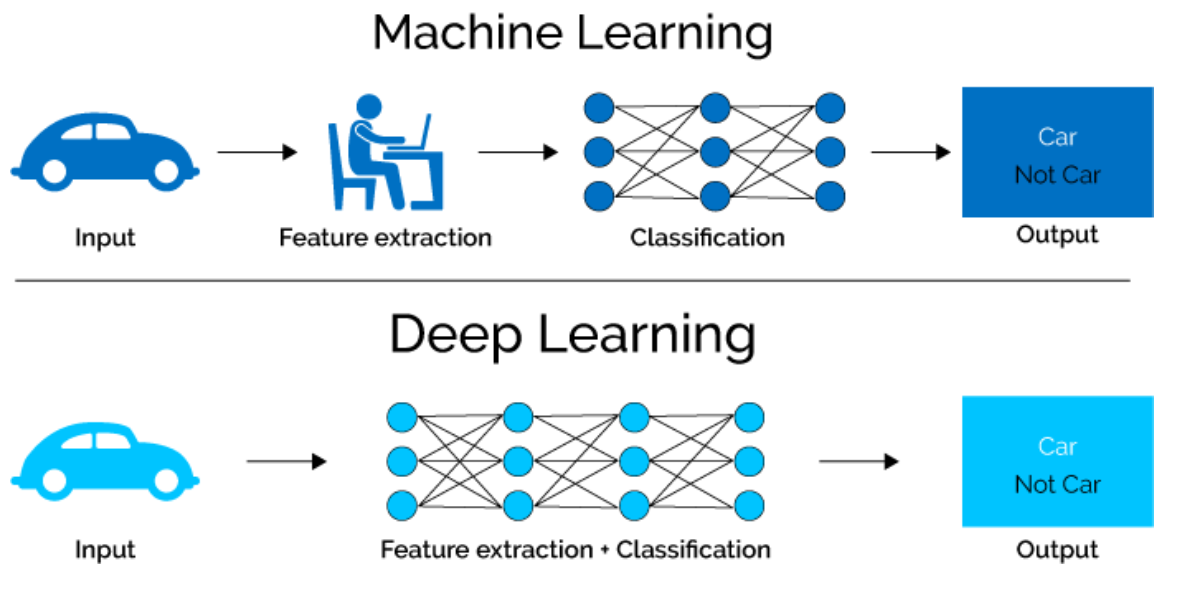 Machine Learning
Input
Feature extraction
Classification
Car
Not Car
Output
Deep Learning
Input
Feature extraction + Classification
Car
Not Car
Output